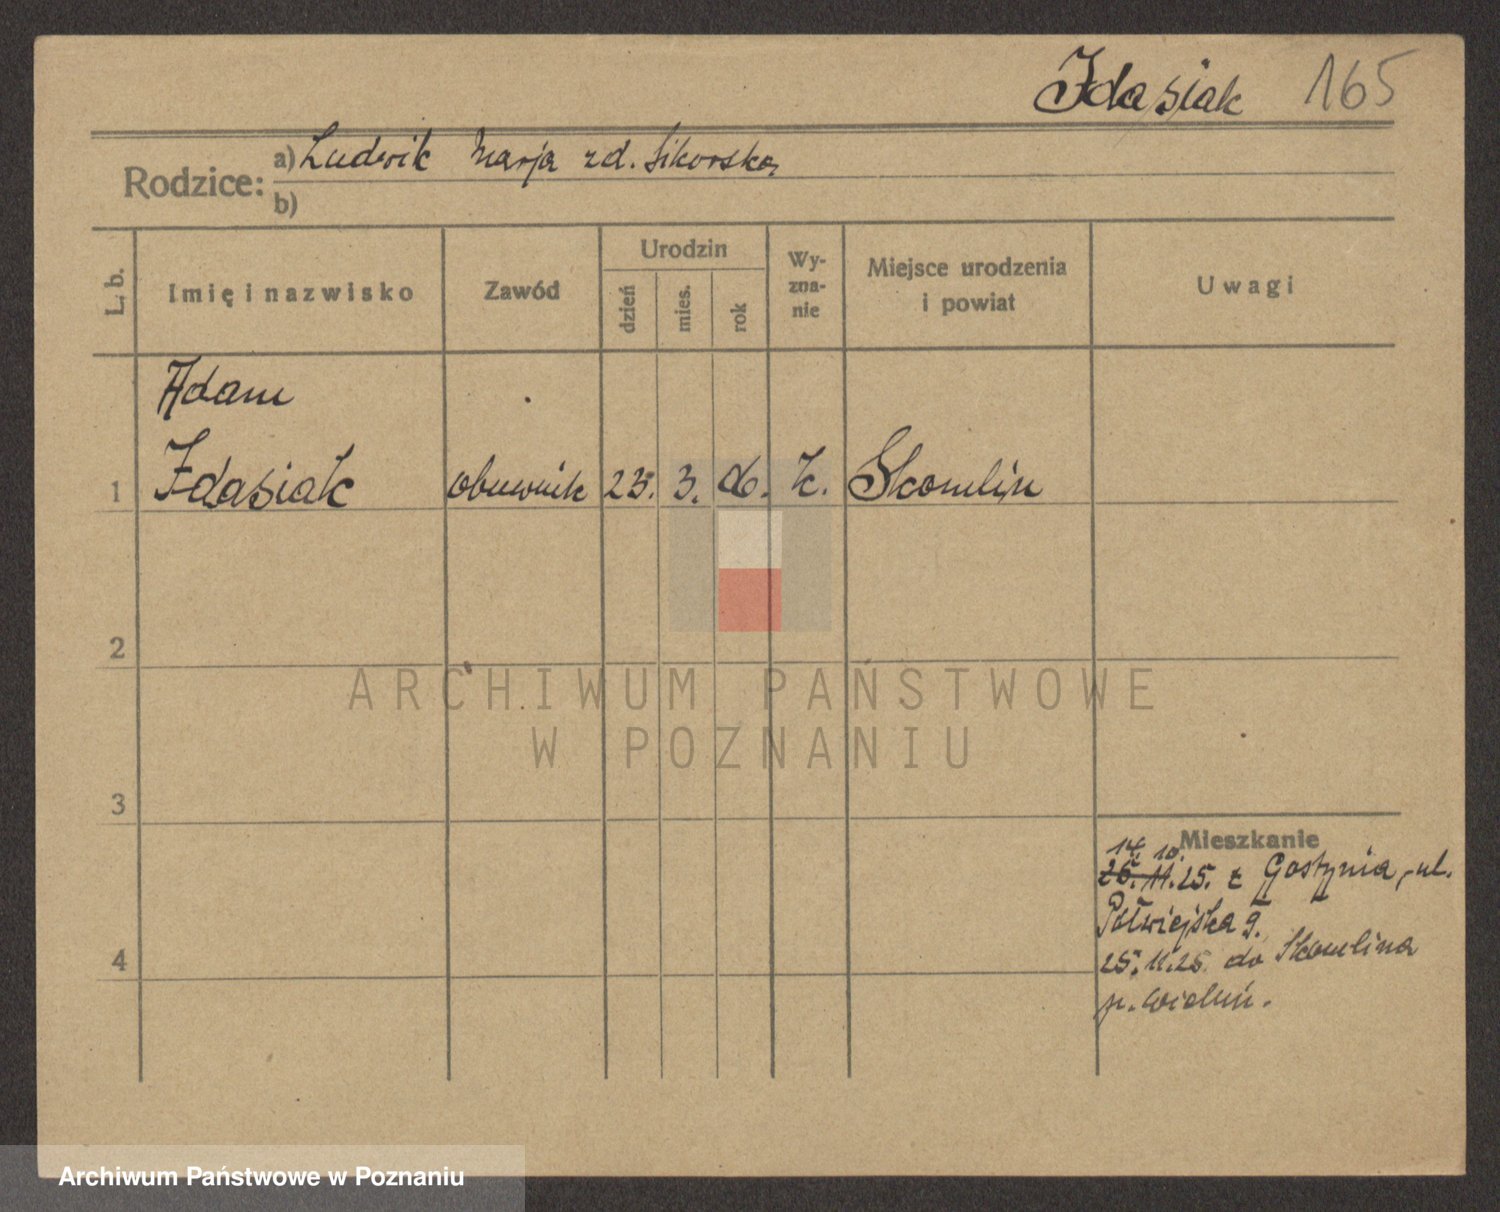 Idasiak 165
Rodzice: a) Ludwik Marja zd. Sikorska
b)
L. b. Imię i nazwisko Zawód Urodzin dzień mies. rok Wy-zna-nie Miejsce urodzenia i powiat Uwagi
Adam
1 Idasiak obuwnik 23. 3. 06. k. Skomlin
2
3
4
Mieszkanie
14. 10.
26. 11. 25. z Gostynia, ul.
Półwiejska 9.
25. 11. 25. do Skomlina
p. Wieluń.
ARCHIWUM PAŃSTWOWE
W POZNANIU
Archiwum Państwowe w Poznaniu